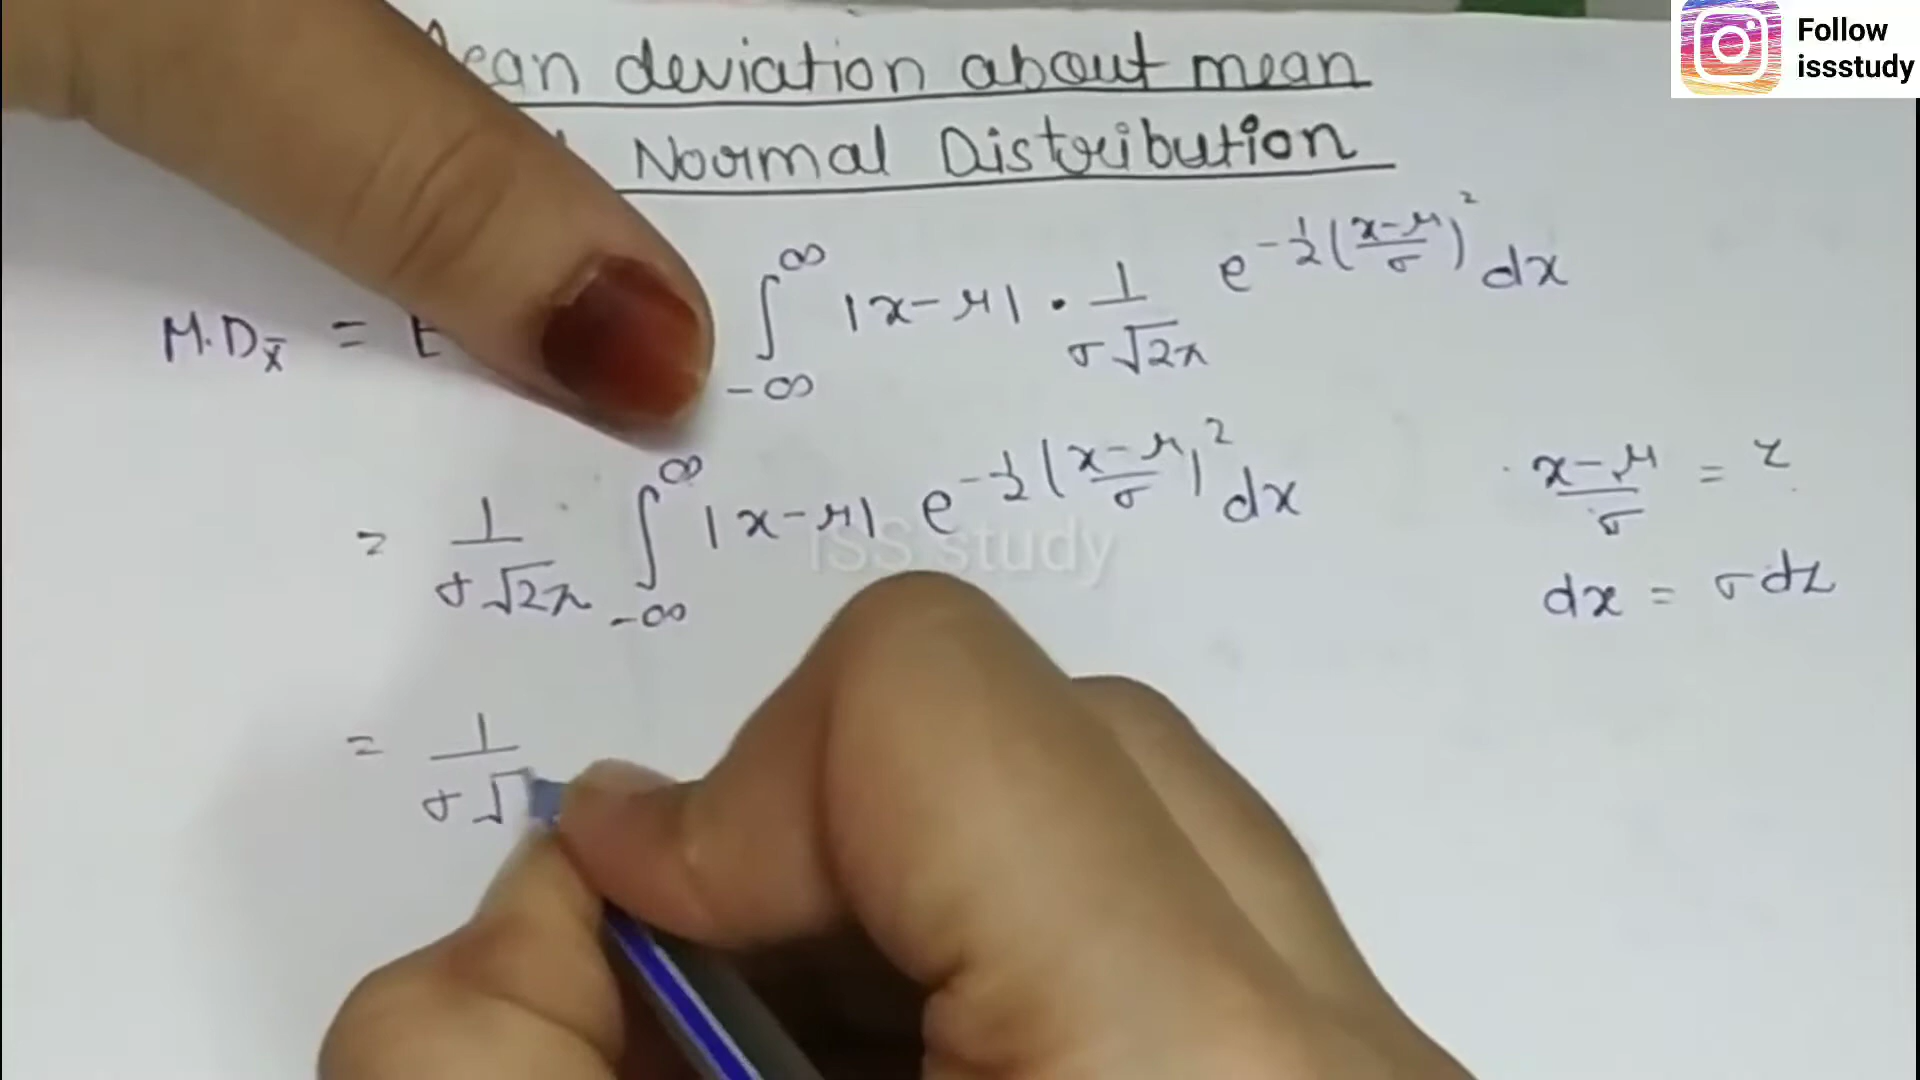 ean deviation about mean
Normal Distribution
M.D_x̄ = E ∫_{-∞}^{∞} |x-μ| · 1/(σ√2π) e^{-1/2((x-μ)/σ)^2} dx
= 1/(σ√2π) ∫_{-∞}^{∞} |x-μ| e^{-1/2((x-μ)/σ)^2} dx
(x-μ)/σ = z
dx = σdz
= 1/(σ√
ISS study
Follow
issstudy